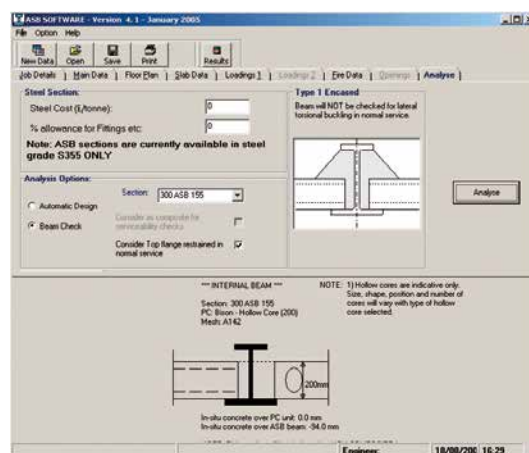 ASB SOFTWARE - Version 4.1 - January 2005
File Option Help
New Data Open Save Print Results
Job Details Main Data Floor Plan Slab Data Loadings 1 Loadings 2 Fire Data Openings Analyse
Steel Section:
Steel Cost (£/tonne): 0
% allowance for Fittings etc: 0
Note: ASB sections are currently available in steel
grade S355 ONLY
Type 1 Encased
Beam will NOT be checked for lateral
torsional buckling in normal service.
Analysis Options:
Section: 300 ASB 155
Automatic Design
Beam Check
Consider as composite for
serviceability checks
Consider Top flange restrained in
normal service
Analyse
*** INTERNAL BEAM ***
Section: 300 ASB 155
PC: Bison - Hollow Core (200)
Mesh: A142
NOTE: 1) Hollow cores are indicative only.
Size, shape, position and number of
cores will vary with type of hollow
core selected.
200mm
In-situ concrete over PC unit: 0.0 mm
In-situ concrete over ASB beam: -94.0 mm
Engineer: 18/08/200 16:29